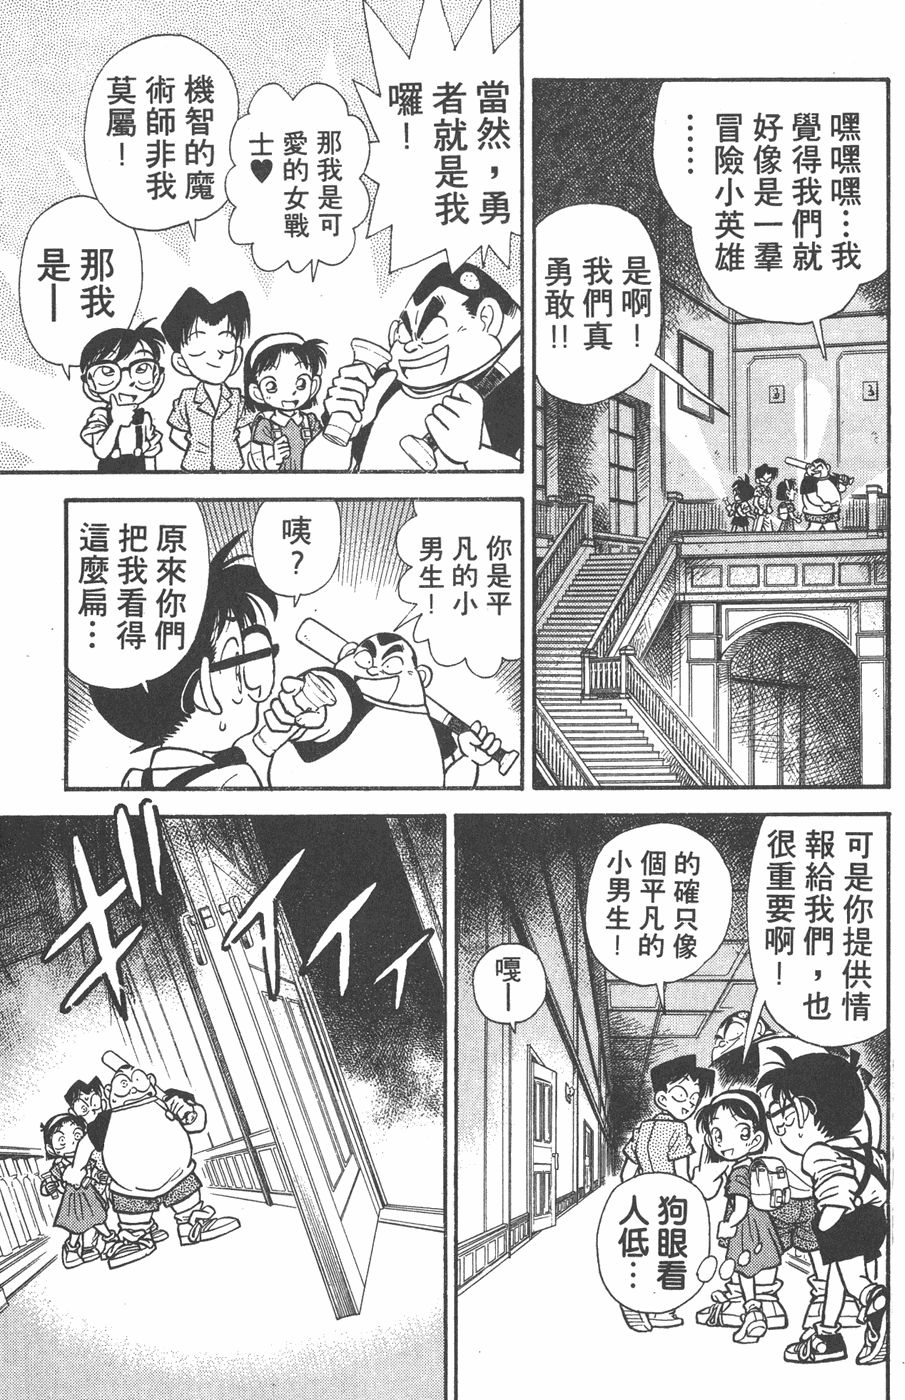 嘿嘿嘿…我
覺得我們就
好像是一羣
冒險小英雄
……
是啊！
我們真
勇敢!!
當然，勇
者就是我
囉！
那我是可
愛的女戰
士♥
機智的魔
術師非我
莫屬！
那我
是—
你是平
凡的小
男生！
咦？
原來你們
把我看得
這麼扁…
可是你提供情
報給我們，也
很重要啊！
的確只像
個平凡的
小男生！
嘎—
狗眼看
人低…
ギィィ